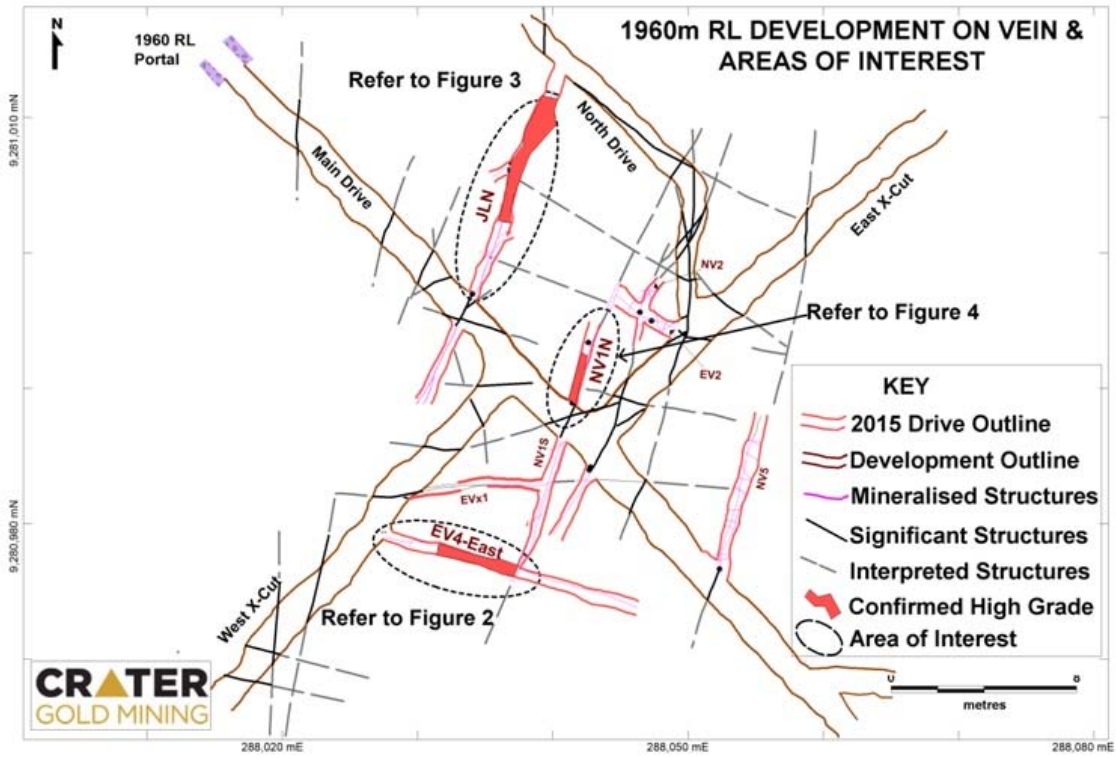 1960m RL DEVELOPMENT ON VEIN &
AREAS OF INTEREST
N
1960 RL
Portal
Refer to Figure 3
North Drive
Main Drive
East X-Cut
JLN
NV2
Refer to Figure 4
NV1N
EV2
NV1S
NV5
EVx1
EV4-East
West X-Cut
Refer to Figure 2
KEY
2015 Drive Outline
Development Outline
Mineralised Structures
Significant Structures
Interpreted Structures
Confirmed High Grade
Area of Interest
0 8
metres
CRATER
GOLD MINING
9,281,010 mN
9,280,980 mN
288,020 mE
288,050 mE
288,080 mE